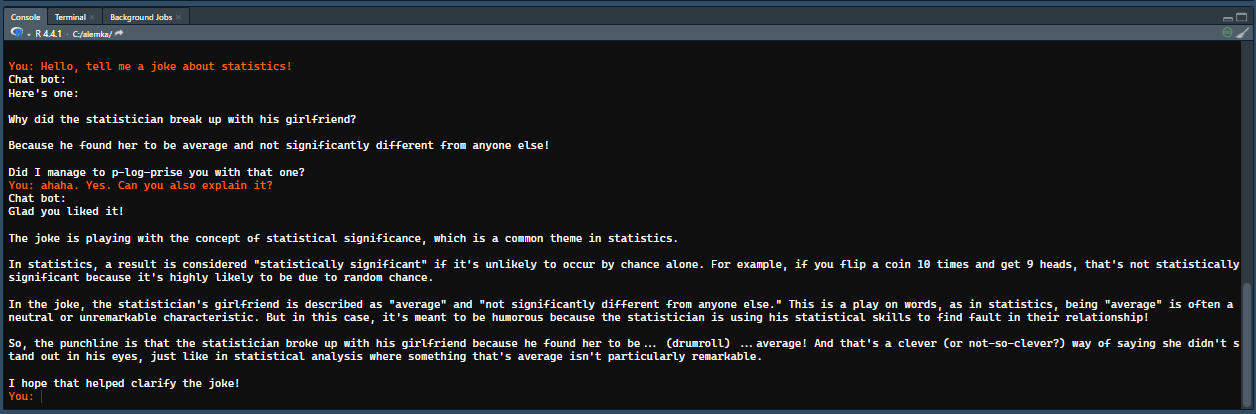 Console Terminal × Background Jobs ×
R 4.4.1 · C:/alemka/
You: Hello, tell me a joke about statistics!
Chat bot:
Here's one:
Why did the statistician break up with his girlfriend?
Because he found her to be average and not significantly different from anyone else!
Did I manage to p-log-prise you with that one?
You: ahaha. Yes. Can you also explain it?
Chat bot:
Glad you liked it!
The joke is playing with the concept of statistical significance, which is a common theme in statistics.
In statistics, a result is considered "statistically significant" if it's unlikely to occur by chance alone. For example, if you flip a coin 10 times and get 9 heads, that's not statistically
significant because it's highly likely to be due to random chance.
In the joke, the statistician's girlfriend is described as "average" and "not significantly different from anyone else." This is a play on words, as in statistics, being "average" is often a
neutral or unremarkable characteristic. But in this case, it's meant to be humorous because the statistician is using his statistical skills to find fault in their relationship!
So, the punchline is that the statistician broke up with his girlfriend because he found her to be... (drumroll) ...average! And that's a clever (or not-so-clever?) way of saying she didn't s
tand out in his eyes, just like in statistical analysis where something that's average isn't particularly remarkable.
I hope that helped clarify the joke!
You: